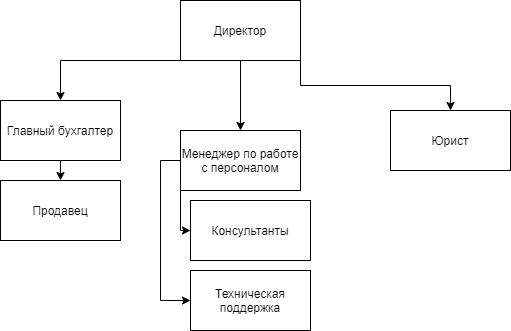 Директор
Главный бухгалтер
Менеджер по работе
с персоналом
Юрист
Продавец
Консультанты
Техническая
поддержка